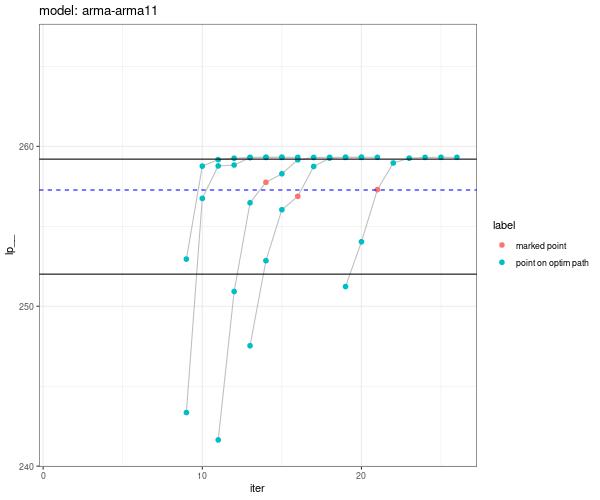 model: arma-arma11
260
250
240
0
10
20
iter
lp__
label
marked point
point on optim path